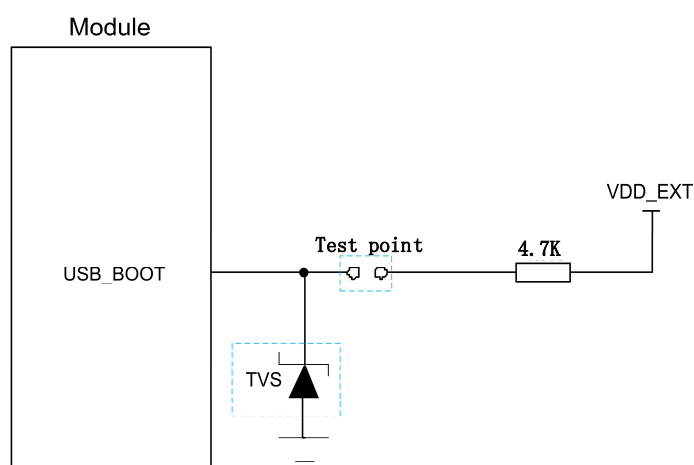 Module
VDD_EXT
Test point
4.7K
USB_BOOT
TVS